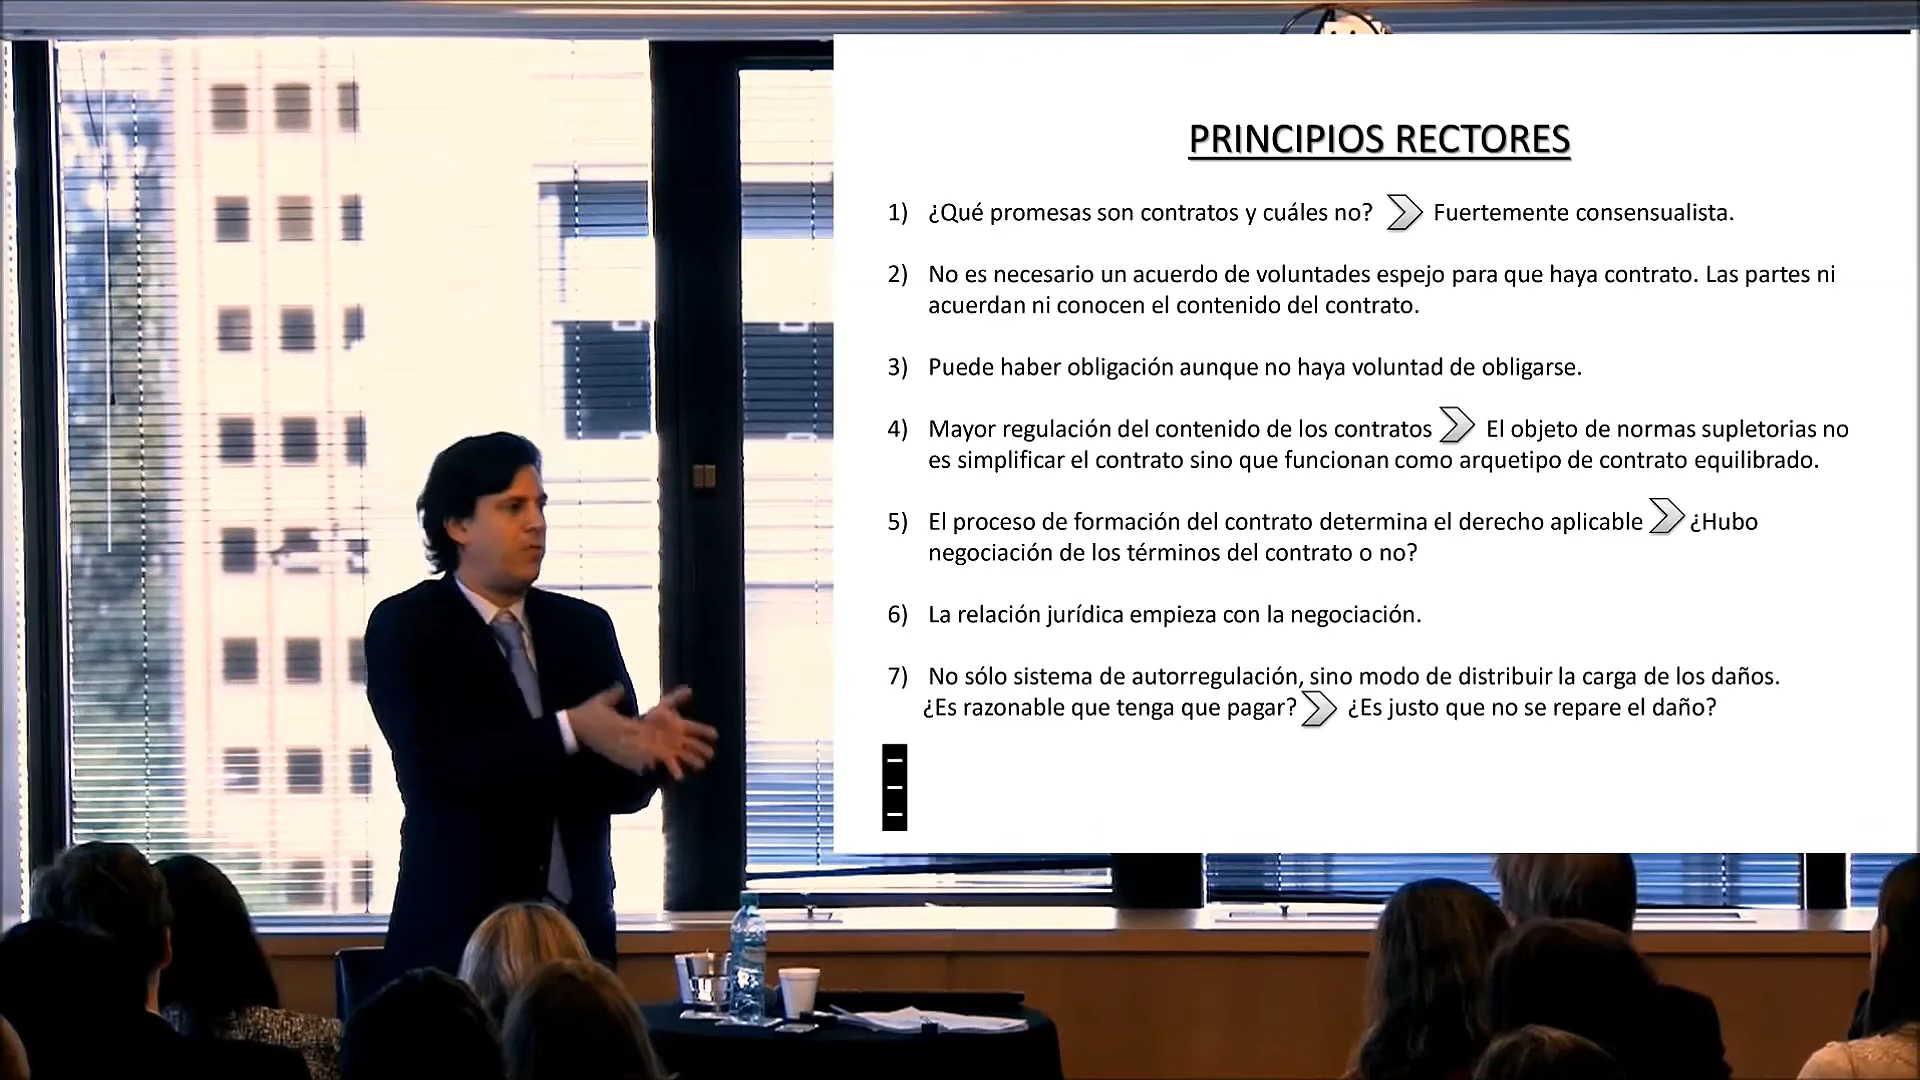 PRINCIPIOS RECTORES
1) ¿Qué promesas son contratos y cuáles no? Fuertemente consensualista.
2) No es necesario un acuerdo de voluntades espejo para que haya contrato. Las partes ni
acuerdan ni conocen el contenido del contrato.
3) Puede haber obligación aunque no haya voluntad de obligarse.
4) Mayor regulación del contenido de los contratos El objeto de normas supletorias no
es simplificar el contrato sino que funcionan como arquetipo de contrato equilibrado.
5) El proceso de formación del contrato determina el derecho aplicable ¿Hubo
negociación de los términos del contrato o no?
6) La relación jurídica empieza con la negociación.
7) No sólo sistema de autorregulación, sino modo de distribuir la carga de los daños.
¿Es razonable que tenga que pagar? ¿Es justo que no se repare el daño?